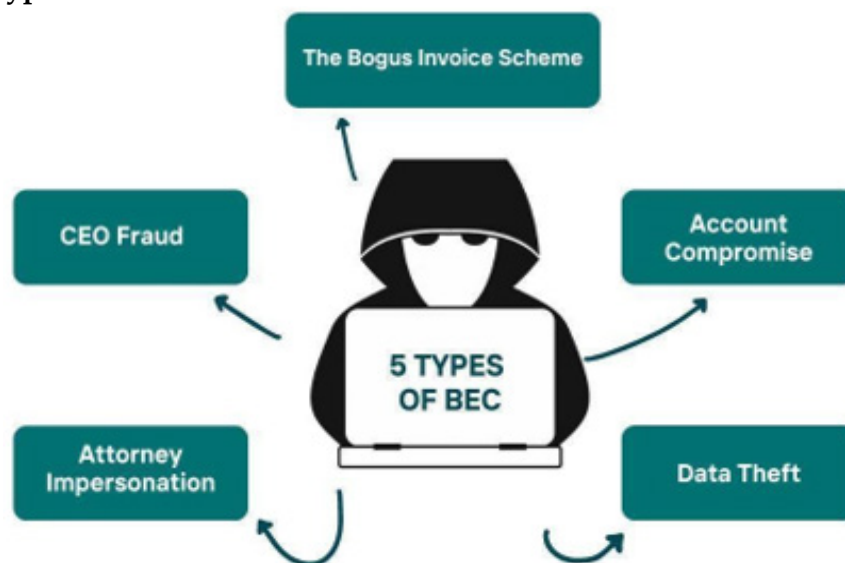 The Bogus Invoice Scheme
CEO Fraud
Account
Compromise
5 TYPES
OF BEC
Attorney
Impersonation
Data Theft